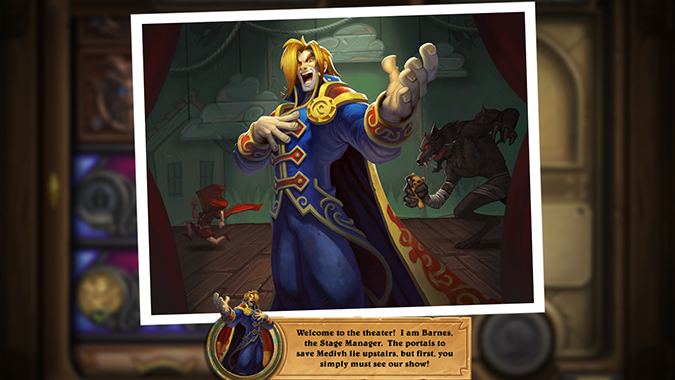 Welcome to the theater!  I am Barnes,
the Stage Manager.  The portals to
save Medivh lie upstairs, but first, you
simply must see our show!